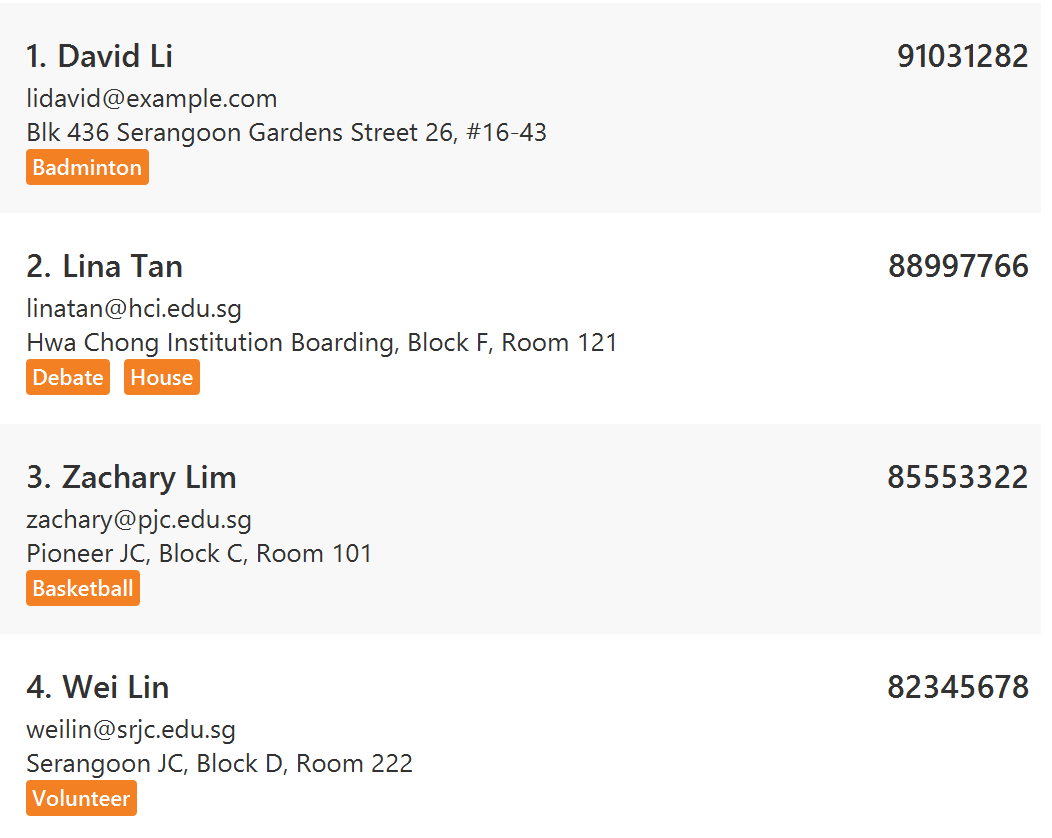 1. David Li 91031282
lidavid@example.com
Blk 436 Serangoon Gardens Street 26, #16-43
Badminton
2. Lina Tan 88997766
linatan@hci.edu.sg
Hwa Chong Institution Boarding, Block F, Room 121
Debate House
3. Zachary Lim 85553322
zachary@pjc.edu.sg
Pioneer JC, Block C, Room 101
Basketball
4. Wei Lin 82345678
weilin@srjc.edu.sg
Serangoon JC, Block D, Room 222
Volunteer